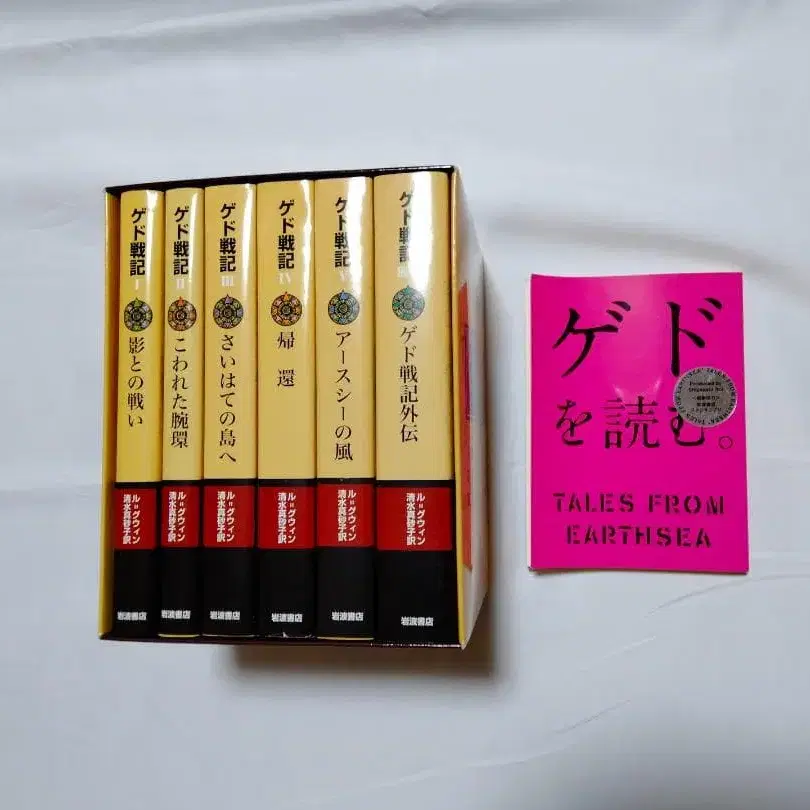 ゲド戦記 I
影との戦い
ル=グウィン
清水真砂子訳
岩波書店
ゲド戦記 II
こわれた腕環
ル=グウィン
清水真砂子訳
岩波書店
ゲド戦記 III
さいはての島へ
ル=グウィン
清水真砂子訳
岩波書店
ゲド戦記 IV
帰還
ル=グウィン
清水真砂子訳
岩波書店
ゲド戦記 V
アースシーの風
ル=グウィン
清水真砂子訳
岩波書店
ゲド戦記
ゲド戦記外伝
ル=グウィン
清水真砂子訳
岩波書店
ゲド
を読む。
TALES FROM
EARTHSEA